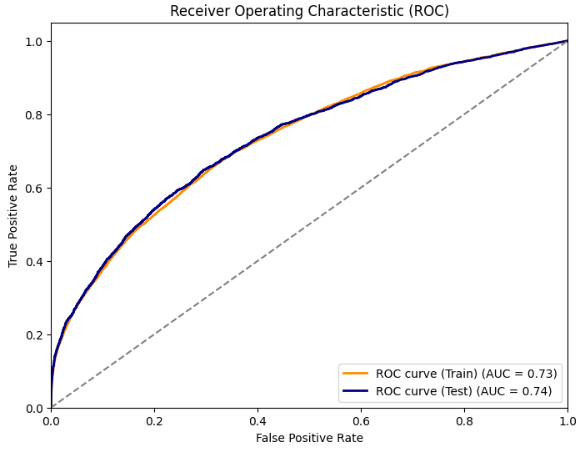 Receiver Operating Characteristic (ROC)
True Positive Rate
1.0
0.8
0.6
0.4
0.2
0.0
ROC curve (Train) (AUC = 0.73)
ROC curve (Test) (AUC = 0.74)
0.0 0.2 0.4 0.6 0.8 1.0
False Positive Rate